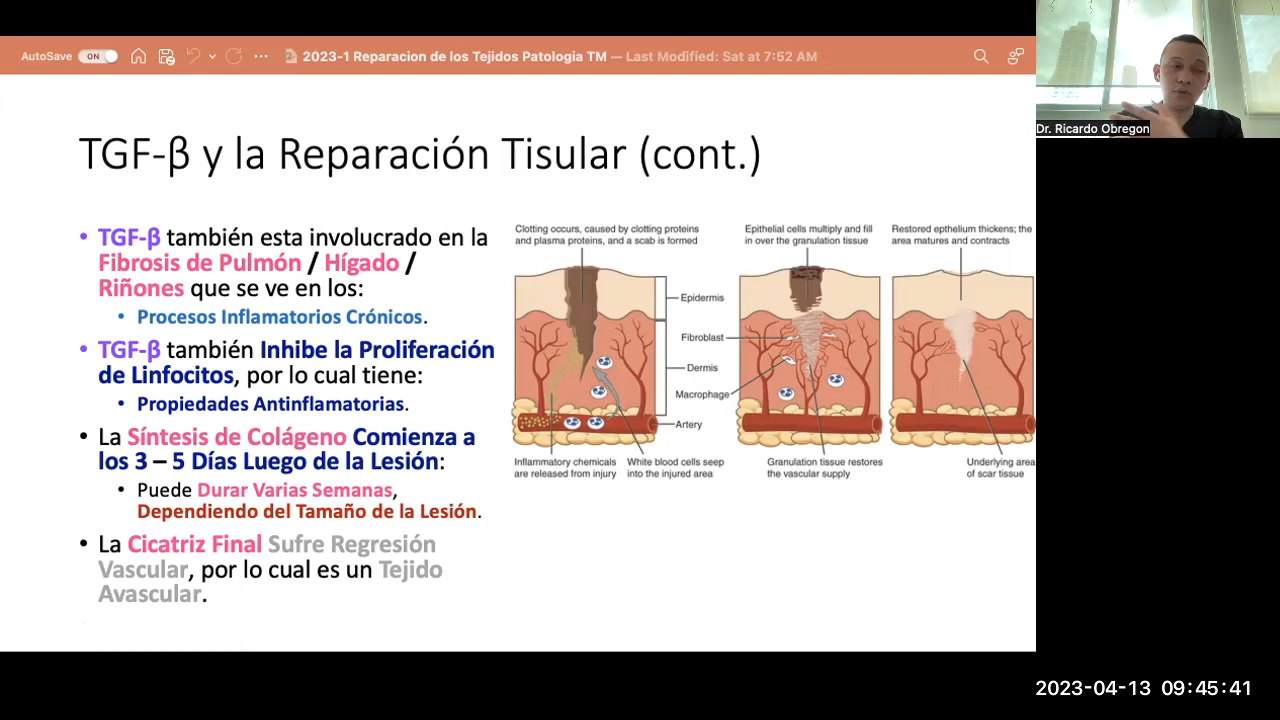 AutoSave ON 2023-1 Reparacion de los Tejidos Patologia TM — Last Modified: Sat at 7:52 AM
Dr. Ricardo Obregon
TGF-β y la Reparación Tisular (cont.)
• TGF-β también esta involucrado en la
Fibrosis de Pulmón / Hígado /
Riñones que se ve en los:
• Procesos Inflamatorios Crónicos.
• TGF-β también Inhibe la Proliferación
de Linfocitos, por lo cual tiene:
• Propiedades Antinflamatorias.
• La Síntesis de Colágeno Comienza a
los 3 – 5 Días Luego de la Lesión:
• Puede Durar Varias Semanas,
Dependiendo del Tamaño de la Lesión.
• La Cicatriz Final Sufre Regresión
Vascular, por lo cual es un Tejido
Avascular.
Clotting occurs, caused by clotting proteins
and plasma proteins, and a scab is formed
Epithelial cells multiply and fill
in over the granulation tissue
Restored epthelium thickens; the
area matures and contracts
Epidermis
Fibroblast
Dermis
Macrophage
Artery
Inflammatory chemicals
are released from injury
White blood cells seep
into the injured area
Granulation tissue restores
the vascular supply
Underlying area
of scar tissue
2023-04-13 09:45:41